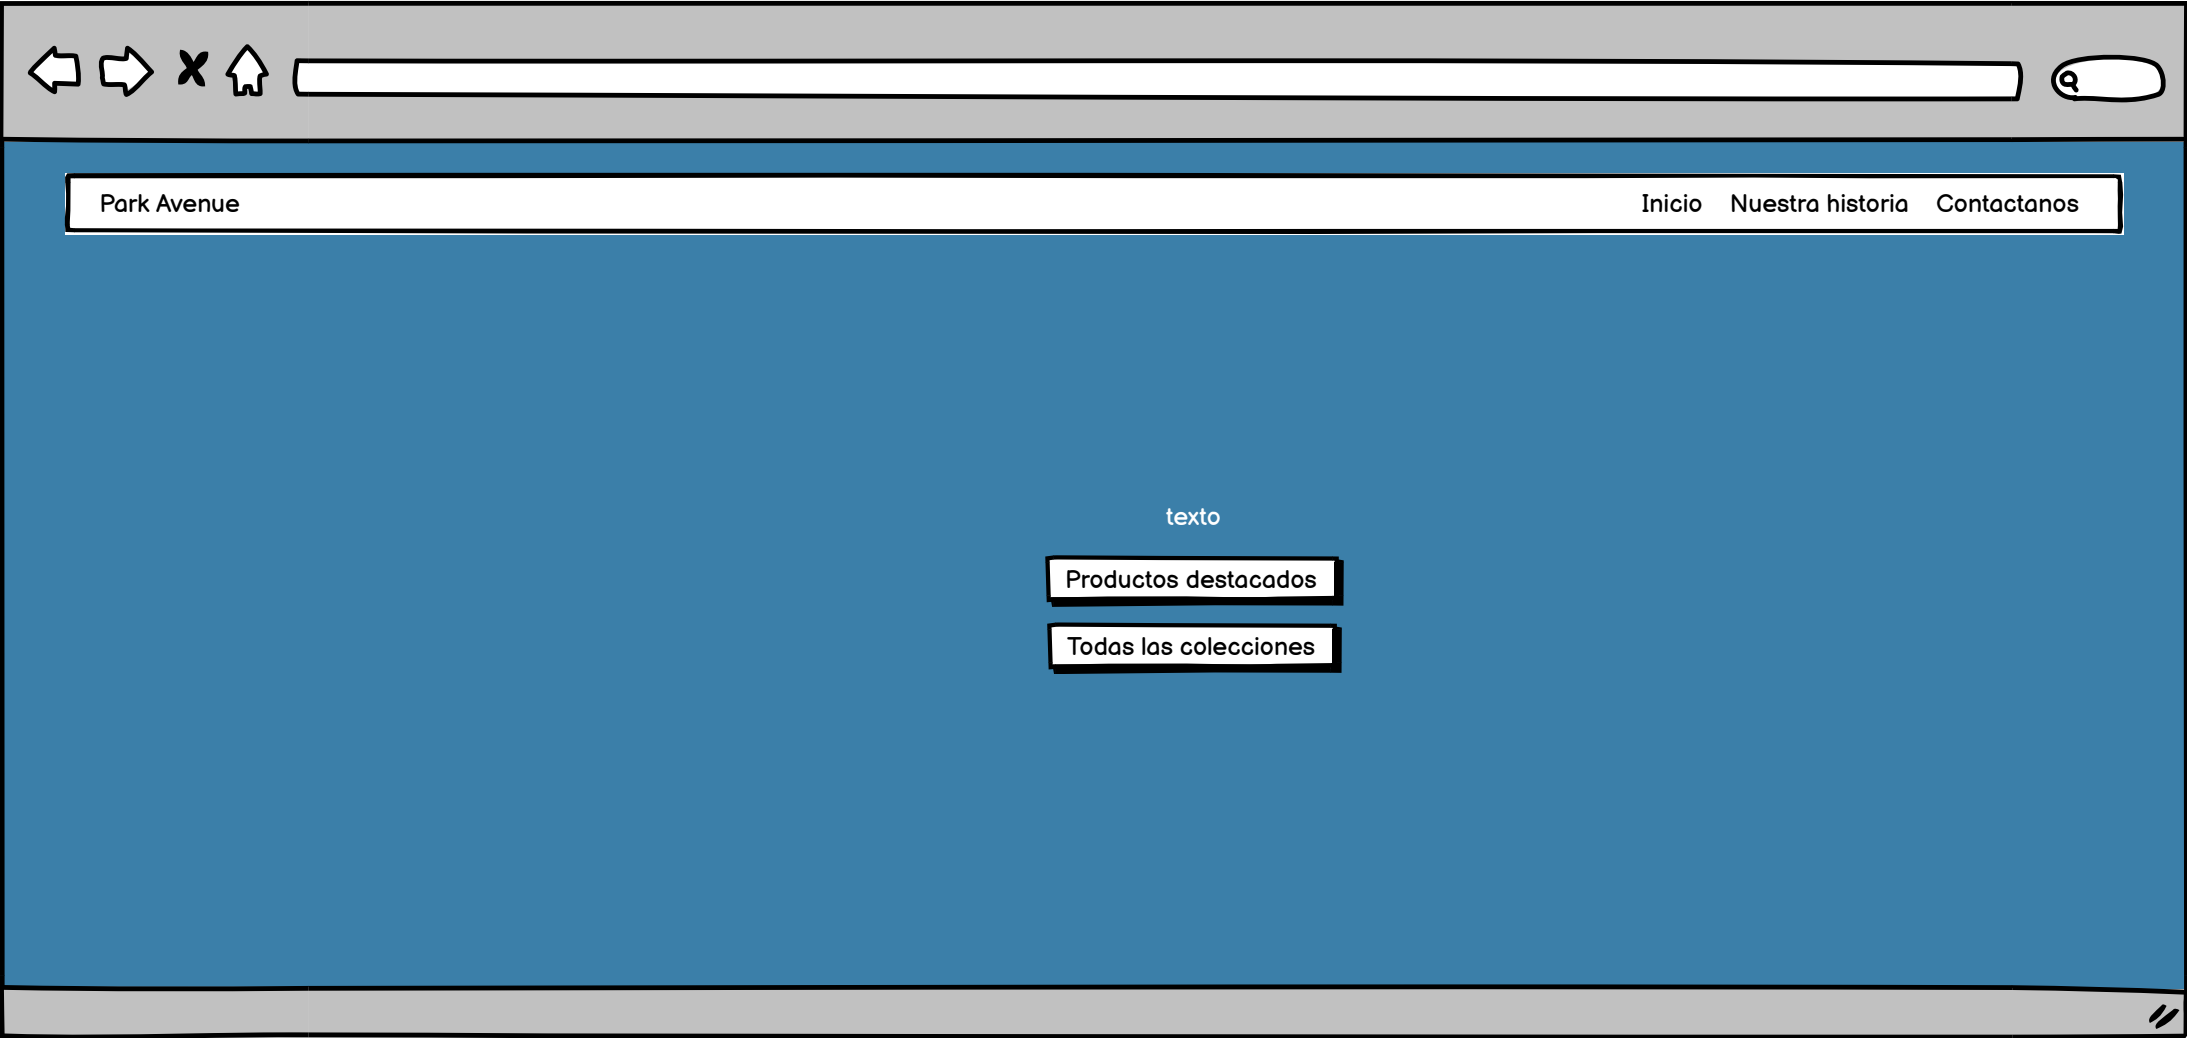 Park Avenue Inicio Nuestra historia Contactanos
texto
Productos destacados
Todas las colecciones